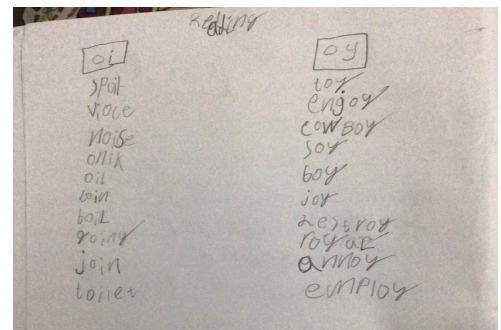 Reading
oi
spoil
vioce
noise
onik
oil
coin
boil
going
join
toilet
oy
toy
enjoy
cowboy
soy
boy
joy
destroy
royal
annoy
employ